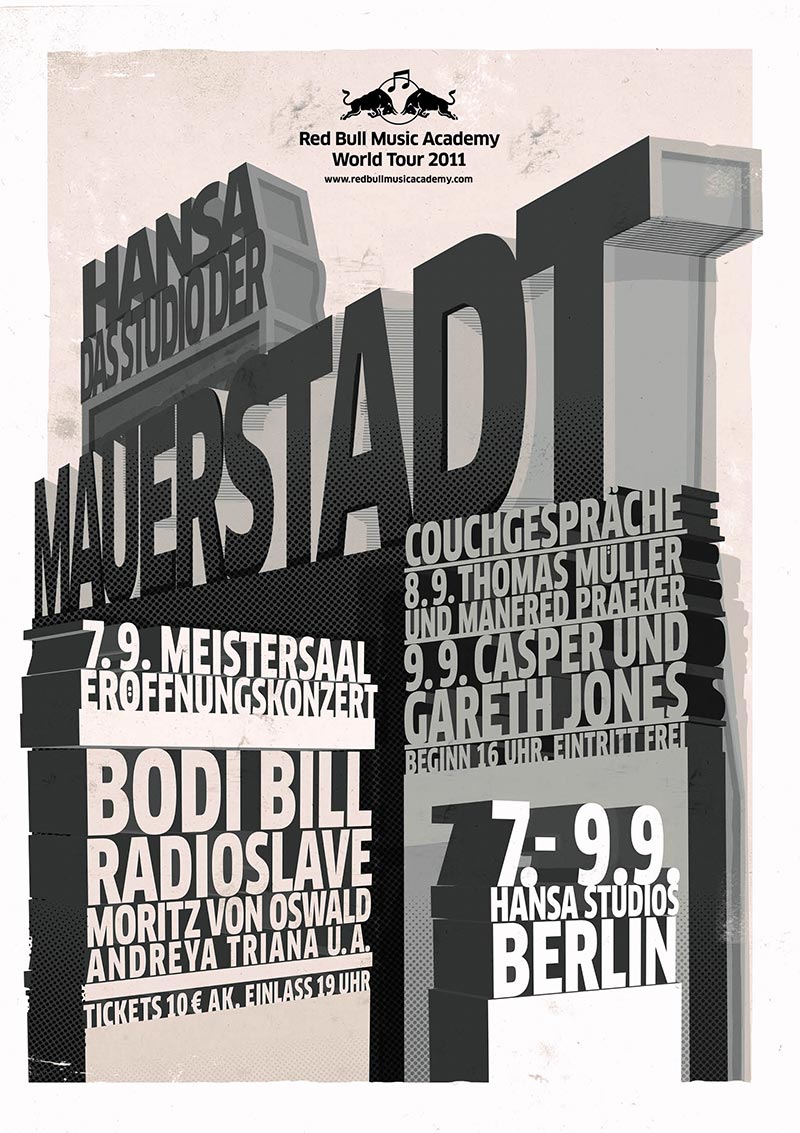 Red Bull Music Academy
World Tour 2011
www.redbullmusicacademy.com
HANSA
DAS STUDIO DER
MAUERSTADT
COUCHGESPRÄCHE
8. 9. THOMAS MÜLLER
UND MANFRED PRAEKER
9. 9. CASPER UND
GARETH JONES
BEGINN 16 UHR. EINTRITT FREI
7. 9. MEISTERSAAL
ERÖFFNUNGSKONZERT
BODI BILL
RADIOSLAVE
MORITZ VON OSWALD
ANDREYA TRIANA U. A.
TICKETS 10 € AK. EINLASS 19 UHR
7.- 9.9.
HANSA STUDIOS
BERLIN